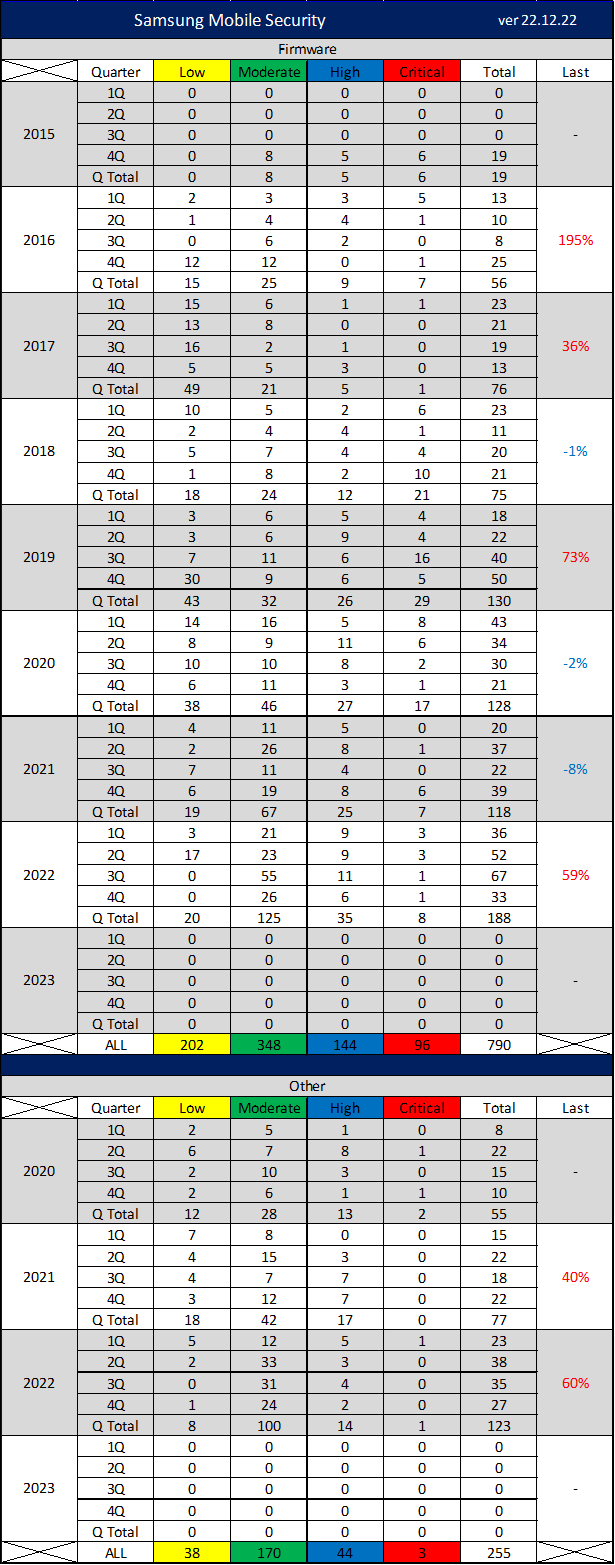 Samsung Mobile Security ver 22.12.22
Firmware
Quarter Low Moderate High Critical Total Last
1Q 0 0 0 0 0
2Q 0 0 0 0 0
2015 3Q 0 0 0 0 0 -
4Q 0 8 5 6 19
Q Total 0 8 5 6 19
1Q 2 3 3 5 13
2Q 1 4 4 1 10
2016 3Q 0 6 2 0 8 195%
4Q 12 12 0 1 25
Q Total 15 25 9 7 56
1Q 15 6 1 1 23
2Q 13 8 0 0 21
2017 3Q 16 2 1 0 19 36%
4Q 5 5 3 0 13
Q Total 49 21 5 1 76
1Q 10 5 2 6 23
2Q 2 4 4 1 11
2018 3Q 5 7 4 4 20 -1%
4Q 1 8 2 10 21
Q Total 18 24 12 21 75
1Q 3 6 5 4 18
2Q 3 6 9 4 22
2019 3Q 7 11 6 16 40 73%
4Q 30 9 6 5 50
Q Total 43 32 26 29 130
1Q 14 16 5 8 43
2Q 8 9 11 6 34
2020 3Q 10 10 8 2 30 -2%
4Q 6 11 3 1 21
Q Total 38 46 27 17 128
1Q 4 11 5 0 20
2Q 2 26 8 1 37
2021 3Q 7 11 4 0 22 -8%
4Q 6 19 8 6 39
Q Total 19 67 25 7 118
1Q 3 21 9 3 36
2Q 17 23 9 3 52
2022 3Q 0 55 11 1 67 59%
4Q 0 26 6 1 33
Q Total 20 125 35 8 188
1Q 0 0 0 0 0
2Q 0 0 0 0 0
2023 3Q 0 0 0 0 0 -
4Q 0 0 0 0 0
Q Total 0 0 0 0 0
ALL 202 348 144 96 790
Other
Quarter Low Moderate High Critical Total Last
1Q 2 5 1 0 8
2Q 6 7 8 1 22
2020 3Q 2 10 3 0 15 -
4Q 2 6 1 1 10
Q Total 12 28 13 2 55
1Q 7 8 0 0 15
2Q 4 15 3 0 22
2021 3Q 4 7 7 0 18 40%
4Q 3 12 7 0 22
Q Total 18 42 17 0 77
1Q 5 12 5 1 23
2Q 2 33 3 0 38
2022 3Q 0 31 4 0 35 60%
4Q 1 24 2 0 27
Q Total 8 100 14 1 123
1Q 0 0 0 0 0
2Q 0 0 0 0 0
2023 3Q 0 0 0 0 0 -
4Q 0 0 0 0 0
Q Total 0 0 0 0 0
ALL 38 170 44 3 255